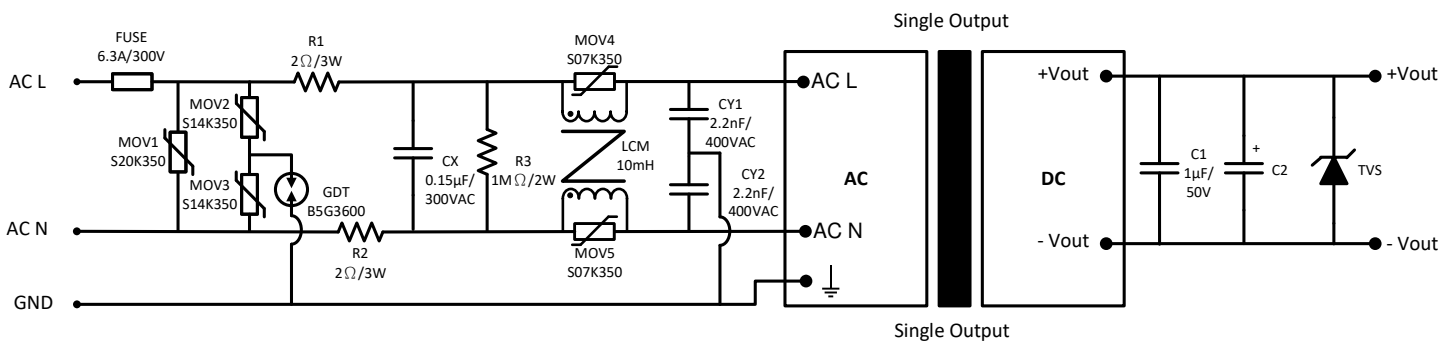 Single Output
FUSE
6.3A/300V
R1
2Ω/3W
MOV4
S07K350
AC L
MOV2
S14K350
MOV1
S20K350
MOV3
S14K350
GDT
B5G3600
CX
0.15μF/
300VAC
R3
1MΩ/2W
LCM
10mH
CY1
2.2nF/
400VAC
CY2
2.2nF/
400VAC
AC L
AC
DC
+Vout
+Vout
C1
1μF/
50V
+
C2
TVS
AC N
R2
2Ω/3W
MOV5
S07K350
AC N
- Vout
- Vout
GND
Single Output